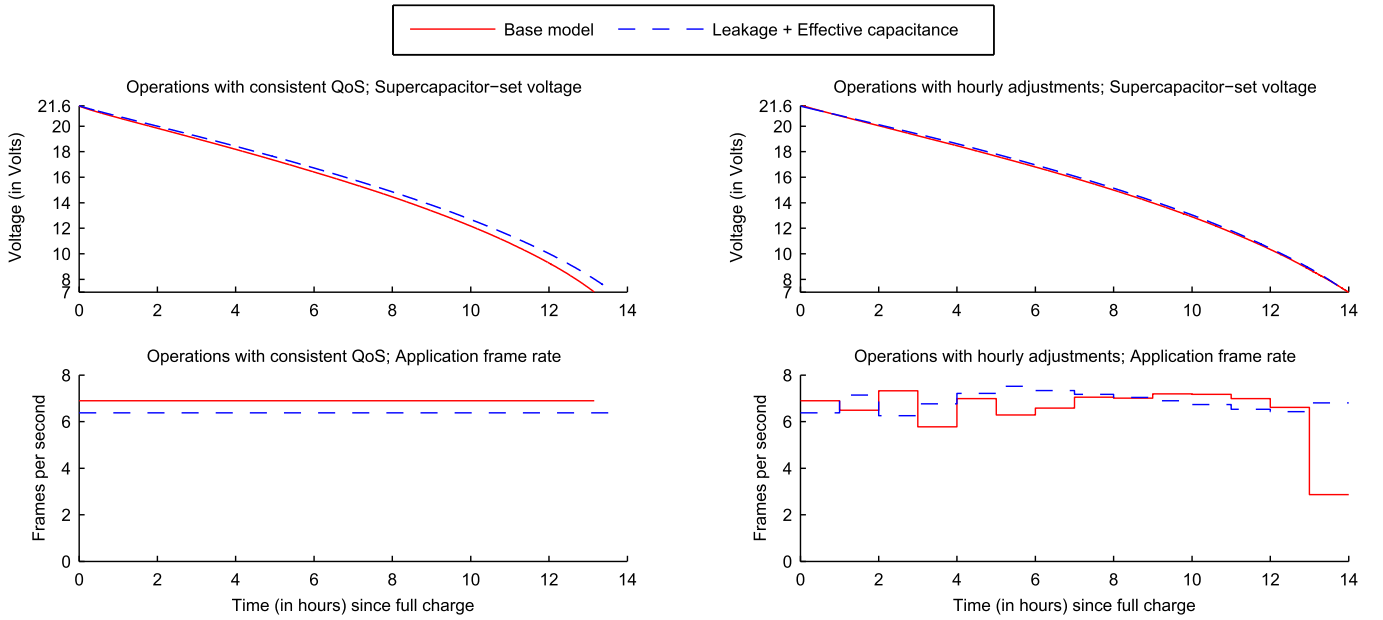 Base model
Leakage + Effective capacitance
Operations with consistent QoS; Supercapacitor−set voltage
Voltage (in Volts)
21.6
20
18
16
14
12
10
8
7
0 2 4 6 8 10 12 14
Operations with hourly adjustments; Supercapacitor−set voltage
Voltage (in Volts)
21.6
20
18
16
14
12
10
8
7
0 2 4 6 8 10 12 14
Operations with consistent QoS; Application frame rate
Frames per second
8
6
4
2
0
0 2 4 6 8 10 12 14
Time (in hours) since full charge
Operations with hourly adjustments; Application frame rate
Frames per second
8
6
4
2
0
0 2 4 6 8 10 12 14
Time (in hours) since full charge